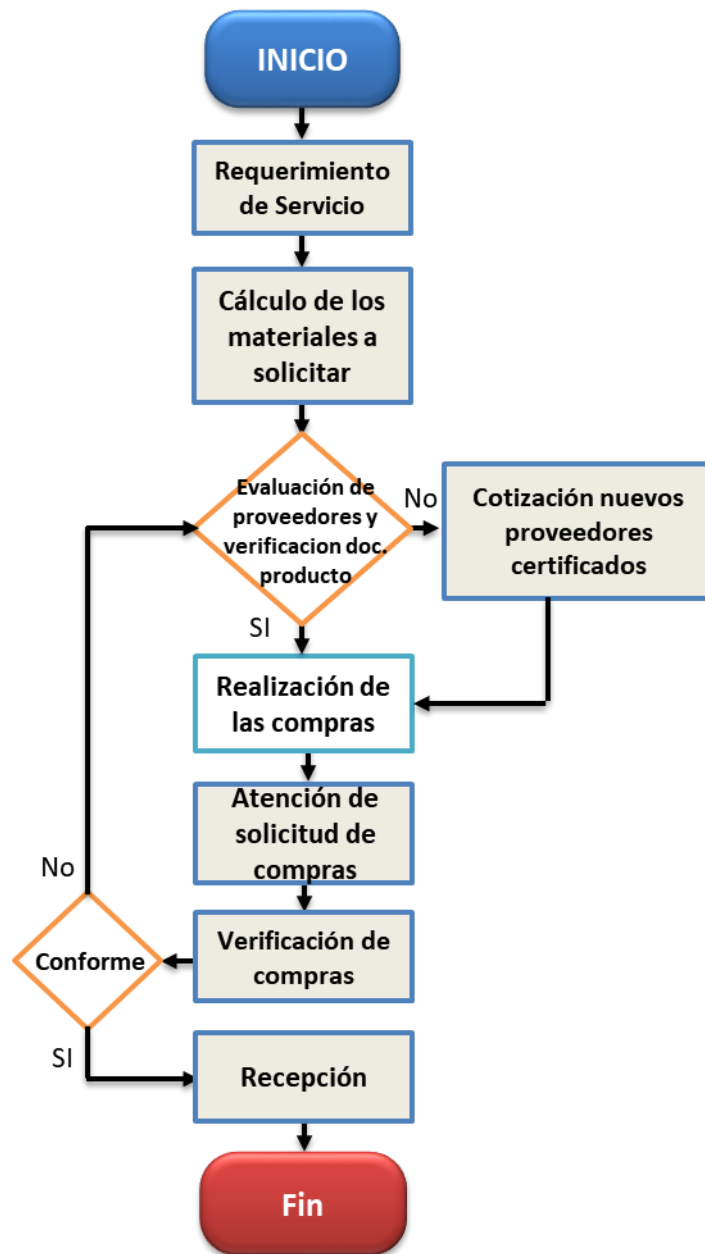 INICIO
Requerimiento
de Servicio
Cálculo de los
materiales a
solicitar
Evaluación de
proveedores y
verificacion doc.
producto
No
Cotización nuevos
proveedores
certificados
SI
Realización de
las compras
Atención de
solicitud de
compras
Verificación de
compras
No
Conforme
SI
Recepción
Fin